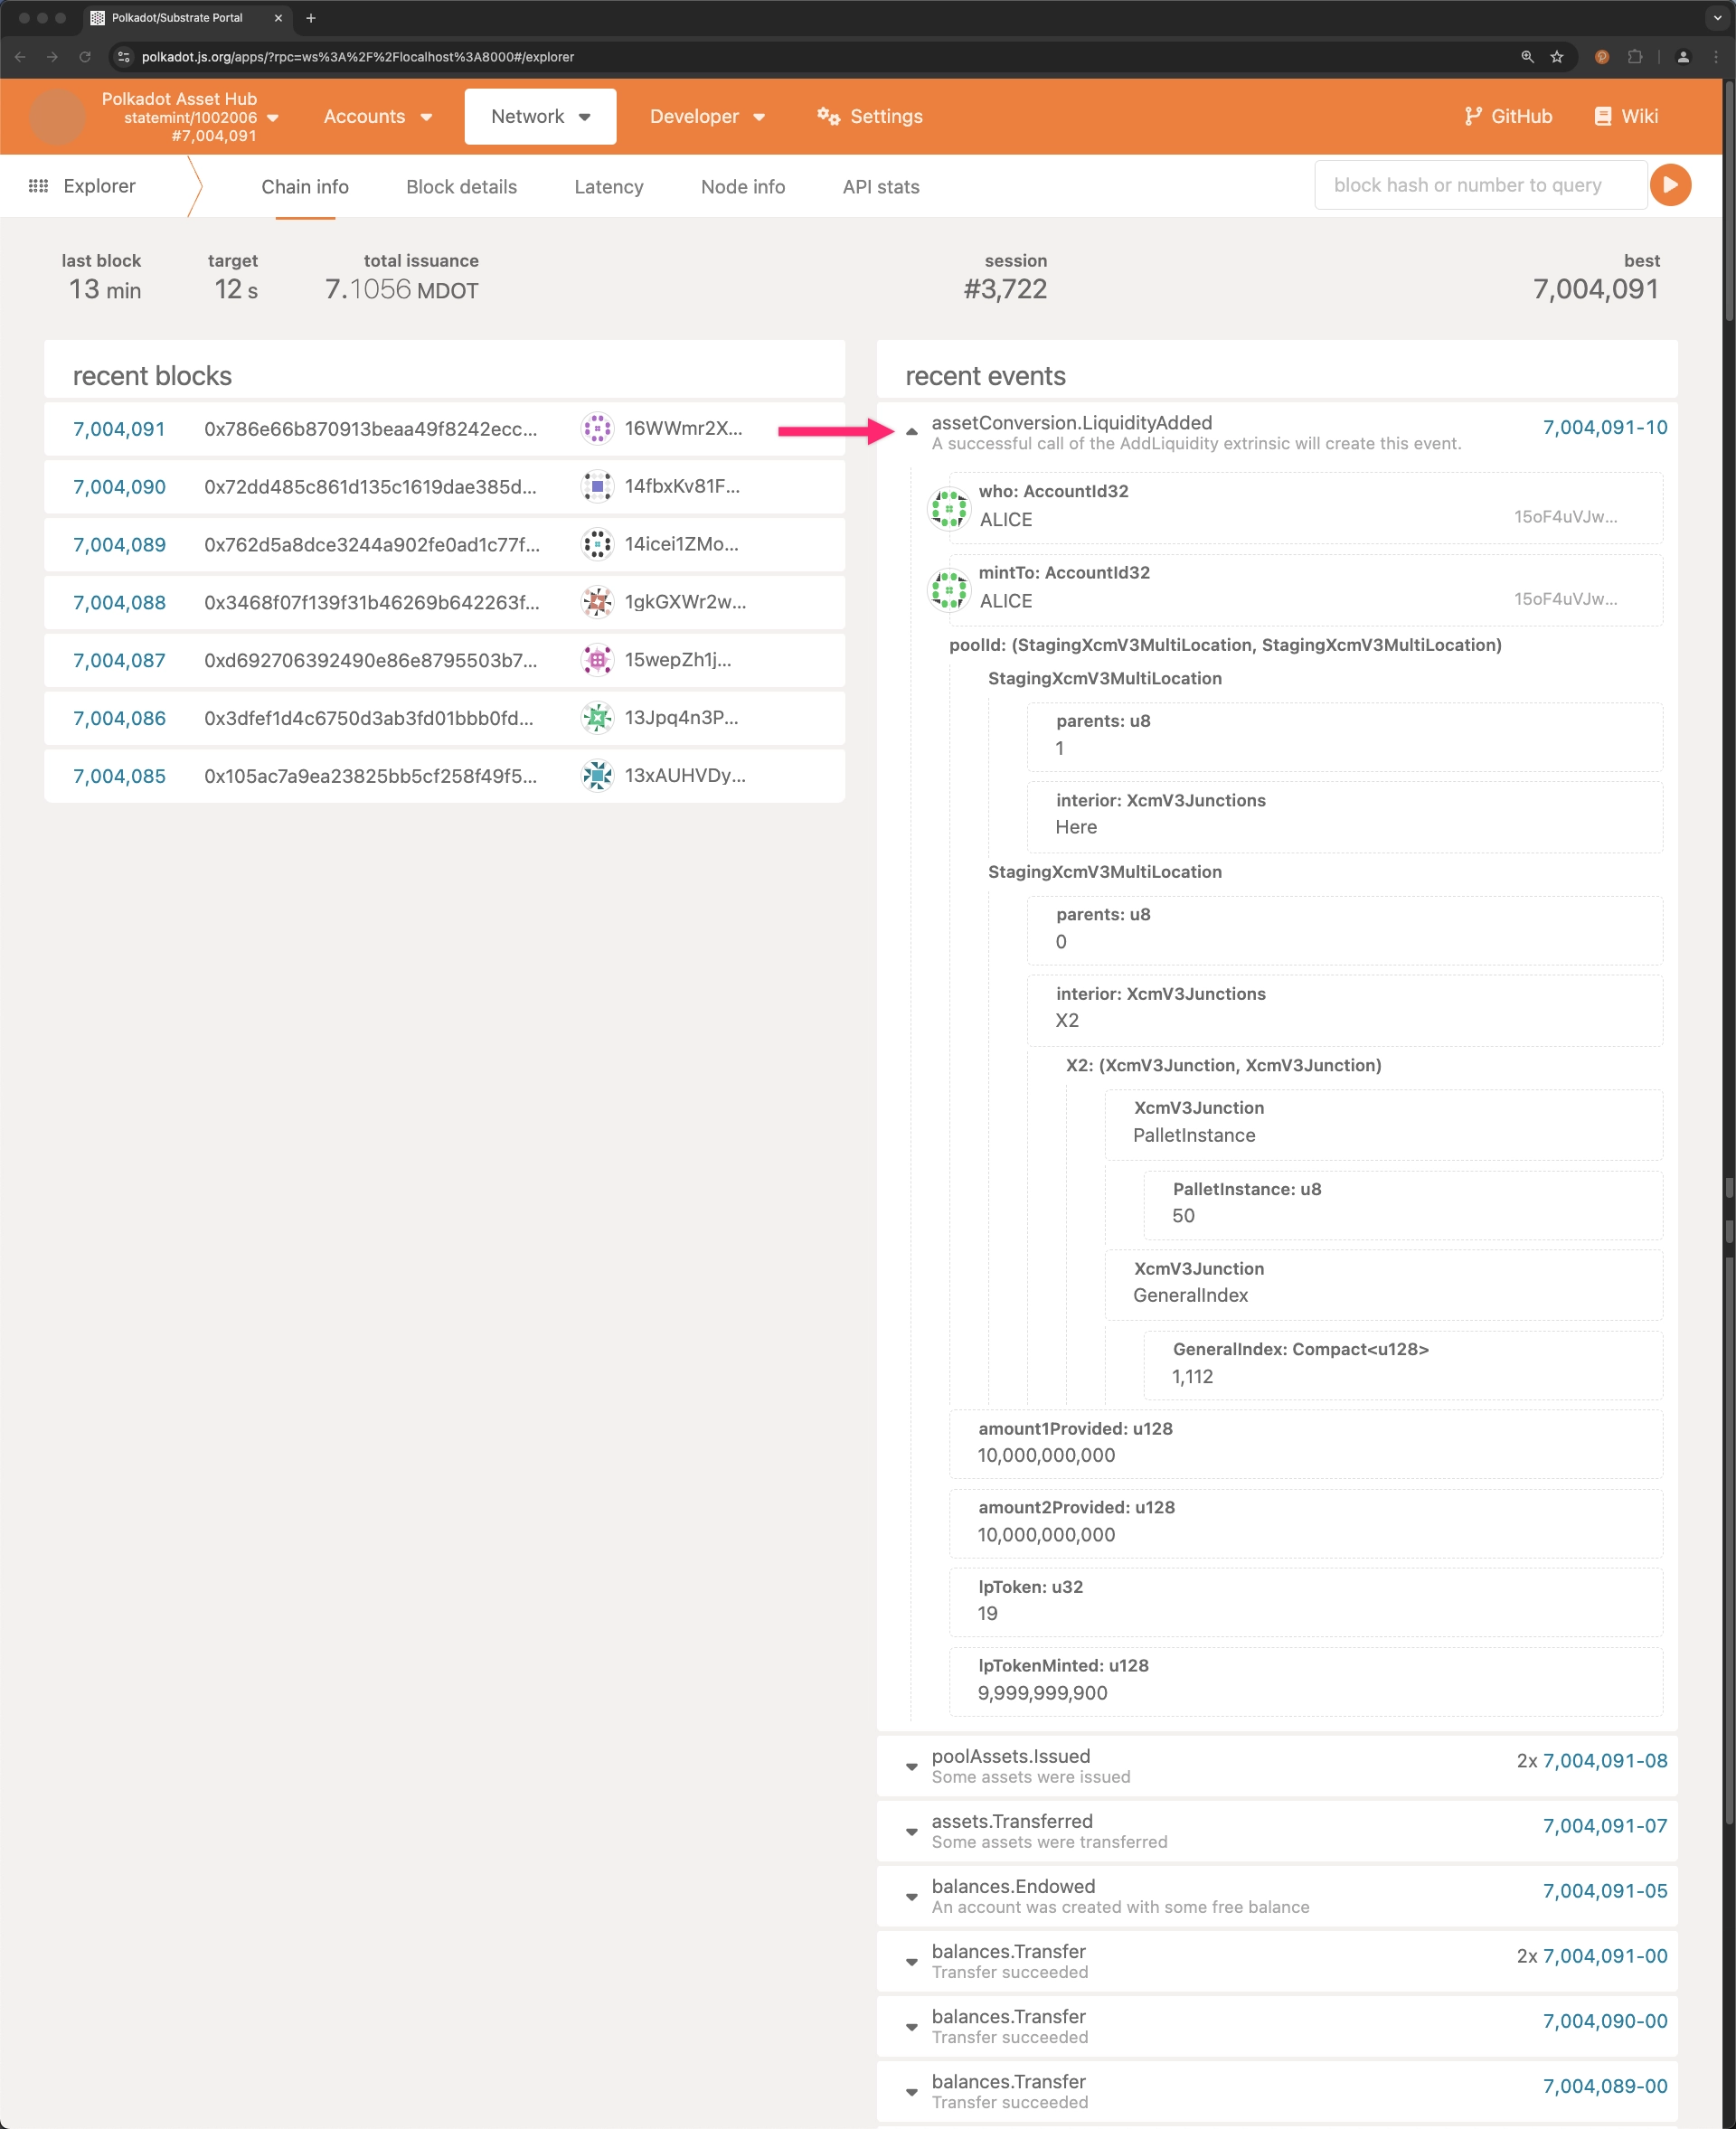 Polkadot/Substrate Portal
polkadot.js.org/apps/?rpc=ws%3A%2F%2Flocalhost%3A8000#/explorer
Polkadot Asset Hub
statemint/1002006
#7,004,091
Accounts
Network
Developer
Settings
GitHub
Wiki
Explorer
Chain info
Block details
Latency
Node info
API stats
block hash or number to query
last block
13 min
target
12 s
total issuance
7.1056 MDOT
session
#3,722
best
7,004,091
recent blocks
7,004,091 0x786e66b870913beaa49f8242ecc... 16WWmr2X...
7,004,090 0x72dd485c861d135c1619dae385d... 14fbxKv81F...
7,004,089 0x762d5a8dce3244a902fe0ad1c77f... 14icei1ZMo...
7,004,088 0x3468f07f139f31b46269b642263f... 1gkGXWr2w...
7,004,087 0xd692706392490e86e8795503b7... 15wepZh1j...
7,004,086 0x3dfef1d4c6750d3ab3fd01bbb0fd... 13Jpq4n3P...
7,004,085 0x105ac7a9ea23825bb5cf258f49f5... 13xAUHVDy...
recent events
assetConversion.LiquidityAdded 7,004,091-10
A successful call of the AddLiquidity extrinsic will create this event.
who: AccountId32
ALICE 15oF4uVJw...
mintTo: AccountId32
ALICE 15oF4uVJw...
poolId: (StagingXcmV3MultiLocation, StagingXcmV3MultiLocation)
StagingXcmV3MultiLocation
parents: u8
1
interior: XcmV3Junctions
Here
StagingXcmV3MultiLocation
parents: u8
0
interior: XcmV3Junctions
X2
X2: (XcmV3Junction, XcmV3Junction)
XcmV3Junction
PalletInstance
PalletInstance: u8
50
XcmV3Junction
GeneralIndex
GeneralIndex: Compact<u128>
1,112
amount1Provided: u128
10,000,000,000
amount2Provided: u128
10,000,000,000
lpToken: u32
19
lpTokenMinted: u128
9,999,999,900
poolAssets.Issued 2x 7,004,091-08
Some assets were issued
assets.Transferred 7,004,091-07
Some assets were transferred
balances.Endowed 7,004,091-05
An account was created with some free balance
balances.Transfer 2x 7,004,091-00
Transfer succeeded
balances.Transfer 7,004,090-00
Transfer succeeded
balances.Transfer 7,004,089-00
Transfer succeeded